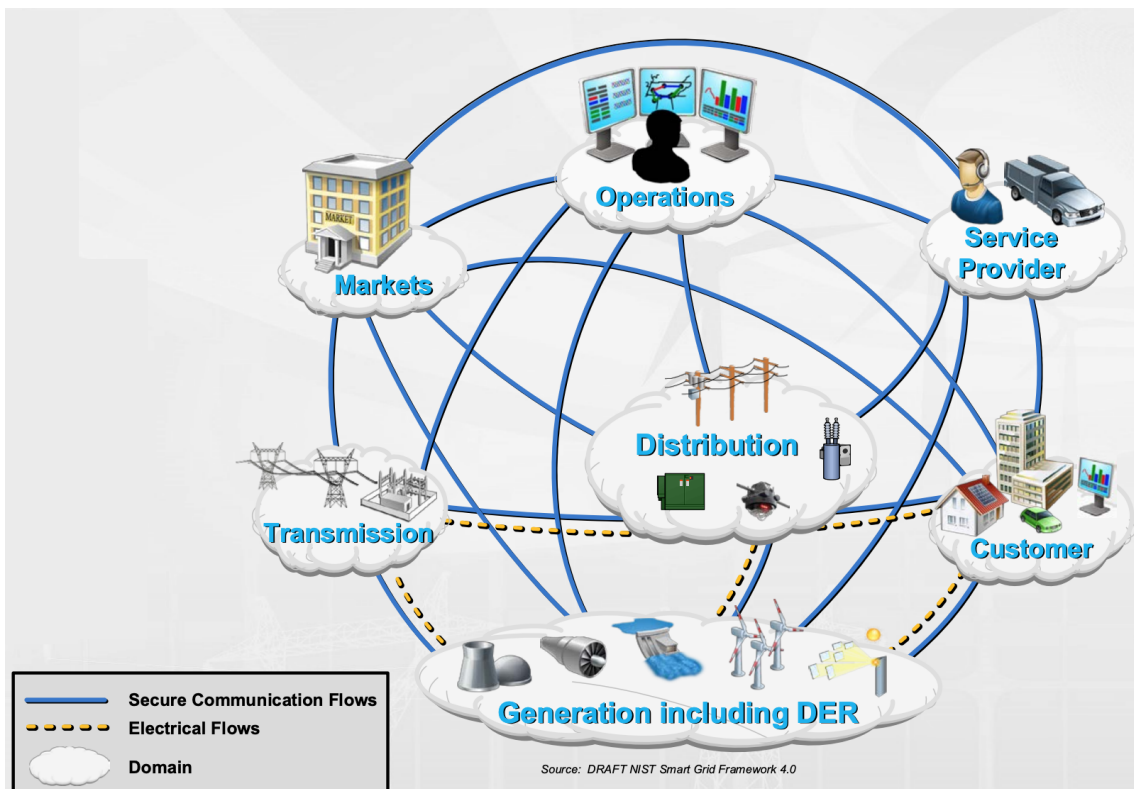 Operations
MARKET
Markets
Service
Provider
Distribution
Transmission
Customer
Generation including DER
Secure Communication Flows
Electrical Flows
Domain
Source: DRAFT NIST Smart Grid Framework 4.0